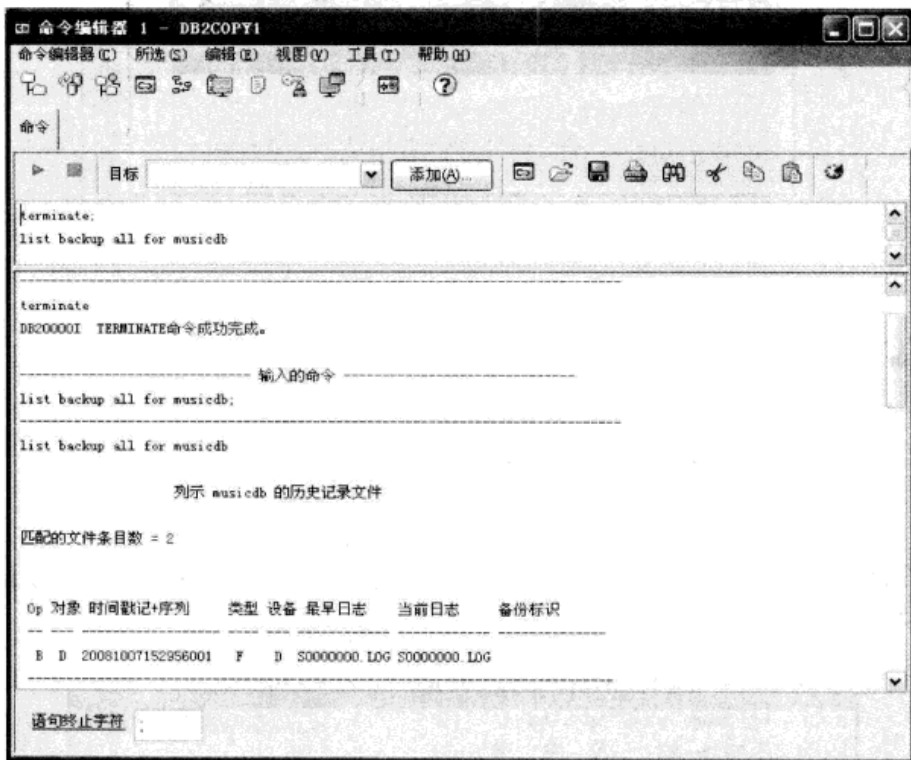 命令编辑器 1 - DB2COPY1
命令编辑器(C) 所选(S) 编辑(E) 视图(V) 工具(T) 帮助(H)
命令
目标 添加(A)...
terminate;
list backup all for musicdb
terminate
DB20000I TERMINATE命令成功完成。
------------------------------ 输入的命令 ------------------------------
list backup all for musicdb;
list backup all for musicdb
列示 musicdb 的历史记录文件
匹配的文件条目数 = 2
Op 对象 时间戳记+序列 类型 设备 最早日志 当前日志 备份标识
B D 20081007152956001 F D S0000000.LOG S0000000.LOG
语句终止字符 ;